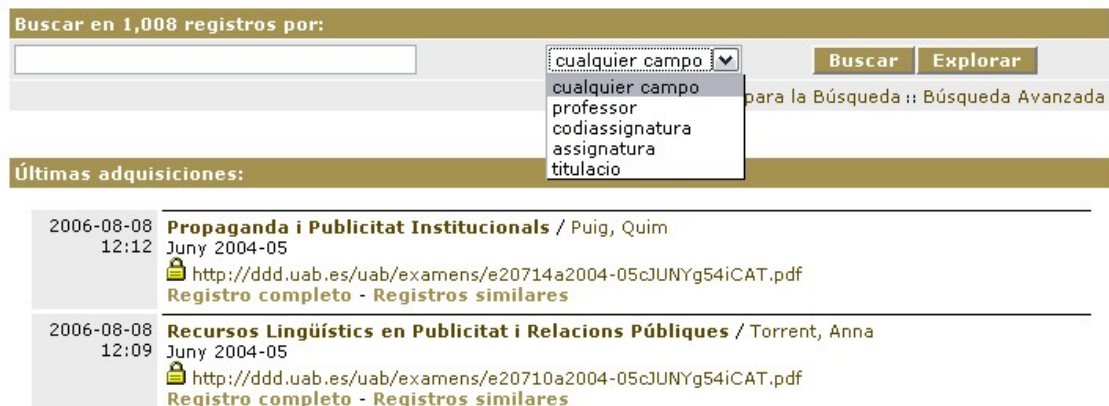 Buscar en 1,008 registros por:
cualquier campo Buscar Explorar
cualquier campo
professor
codiassignatura
assignatura
titulacio
para la Búsqueda :: Búsqueda Avanzada
Últimas adquisiciones:
2006-08-08 Propaganda i Publicitat Institucionals / Puig, Quim
12:12 Juny 2004-05
http://ddd.uab.es/uab/examens/e20714a2004-05cJUNYg54iCAT.pdf
Registro completo - Registros similares
2006-08-08 Recursos Lingüístics en Publicitat i Relacions Públiques / Torrent, Anna
12:09 Juny 2004-05
http://ddd.uab.es/uab/examens/e20710a2004-05cJUNYg54iCAT.pdf
Registro completo - Registros similares